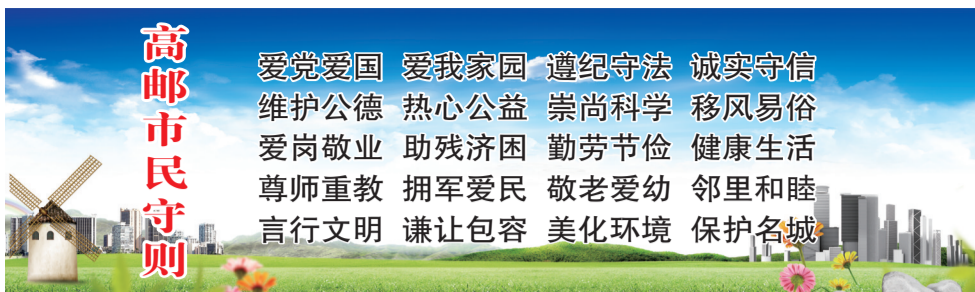 高邮市民守则
爱党爱国 爱我家园 遵纪守法 诚实守信
维护公德 热心公益 崇尚科学 移风易俗
爱岗敬业 助残济困 勤劳节俭 健康生活
尊师重教 拥军爱民 敬老爱幼 邻里和睦
言行文明 谦让包容 美化环境 保护名城